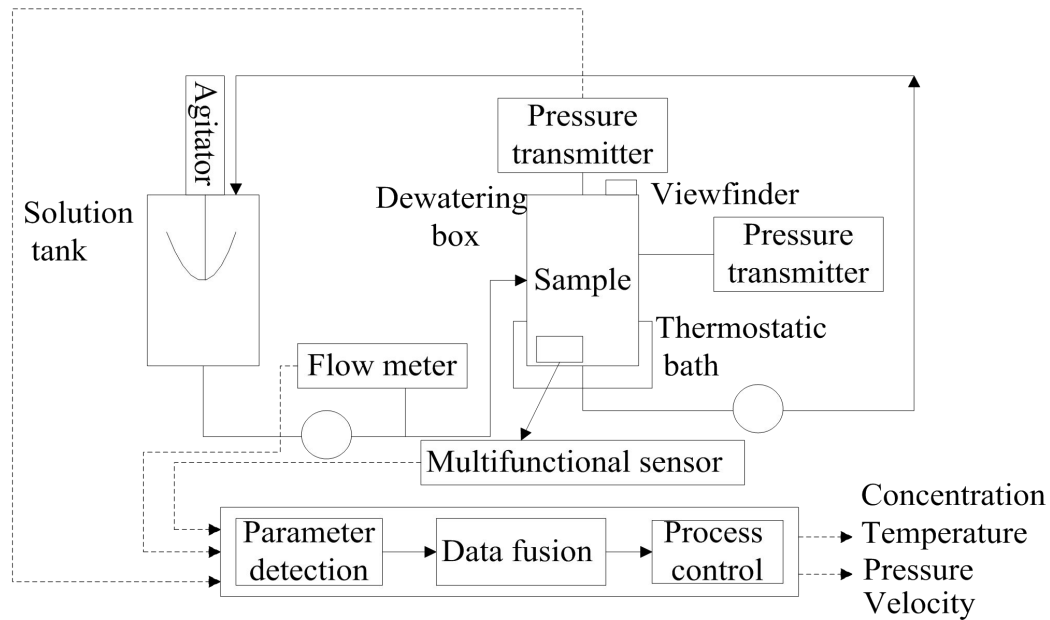 Agitator
Pressure
transmitter
Solution
tank
Dewatering
box
Viewfinder
Pressure
transmitter
Sample
Thermostatic
bath
Flow meter
Multifunctional sensor
Parameter
detection
Data fusion
Process
control
Concentration
Temperature
Pressure
Velocity